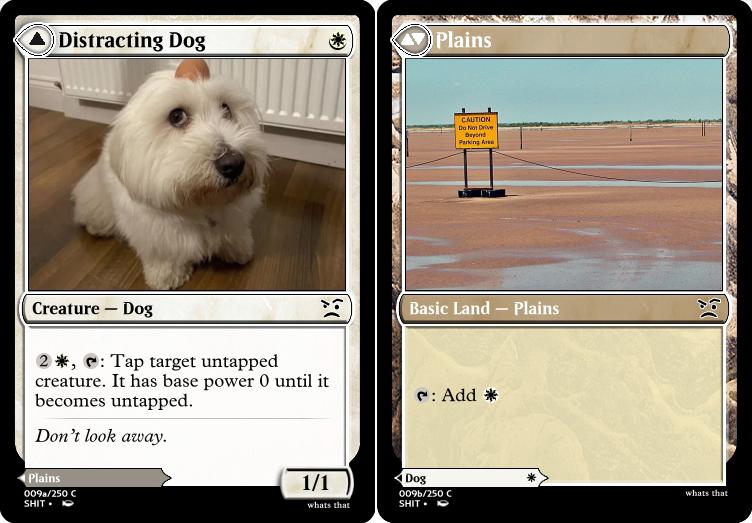 Distracting Dog
Creature — Dog
2, : Tap target untapped
creature. It has base power 0 until it
becomes untapped.
Don't look away.
Plains
1/1
009a/250 C
SHIT •
whats that
Plains
CAUTION
Do Not Drive
Beyond
Parking Area
Basic Land — Plains
: Add
Dog
009b/250 C
SHIT •
whats that